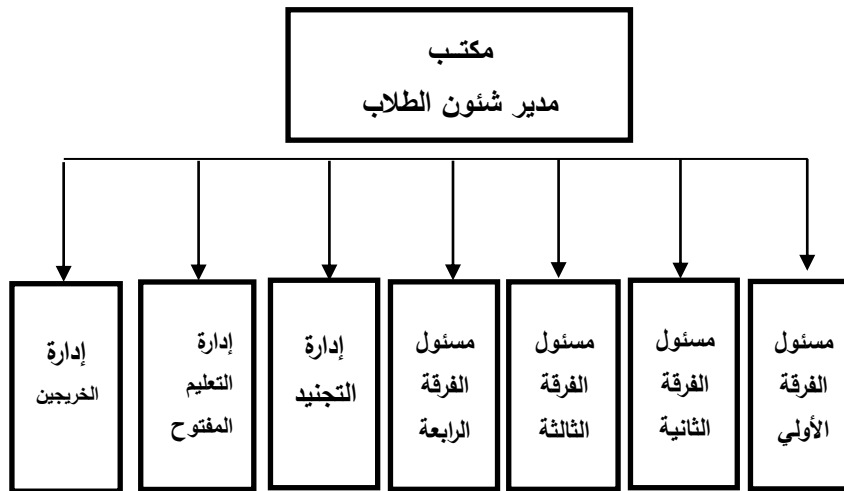 مكتــب
مدير شئون الطلاب
مسئول
الفرقة
الأولي
مسئول
الفرقة
الثانية
مسئول
الفرقة
الثالثة
مسئول
الفرقة
الرابعة
إدارة
التجنيد
إدارة
التعليم
المفتوح
إدارة
الخريجين